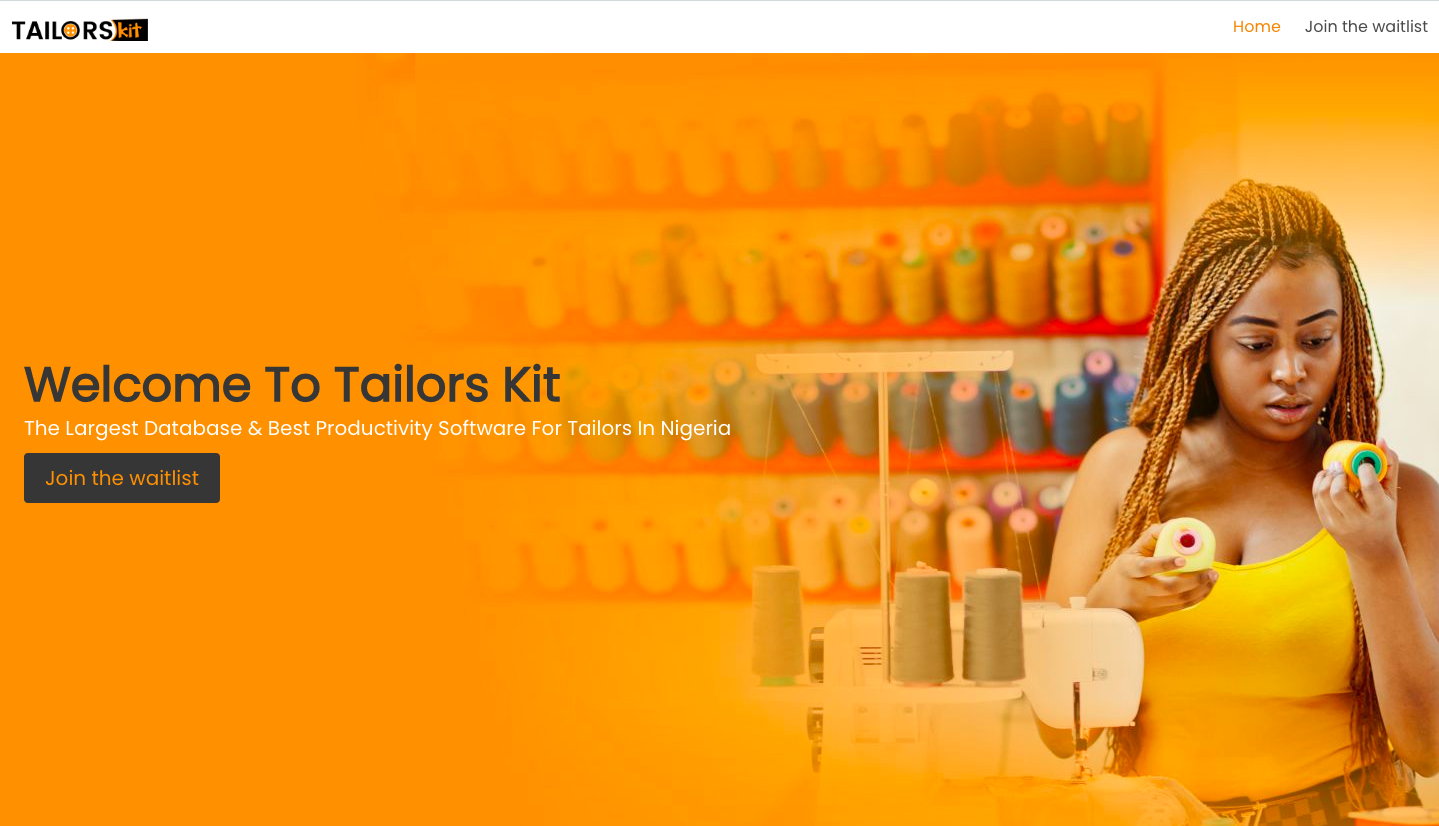 TAILORS kit
Home
Join the waitlist
Welcome To Tailors Kit
The Largest Database & Best Productivity Software For Tailors In Nigeria
Join the waitlist